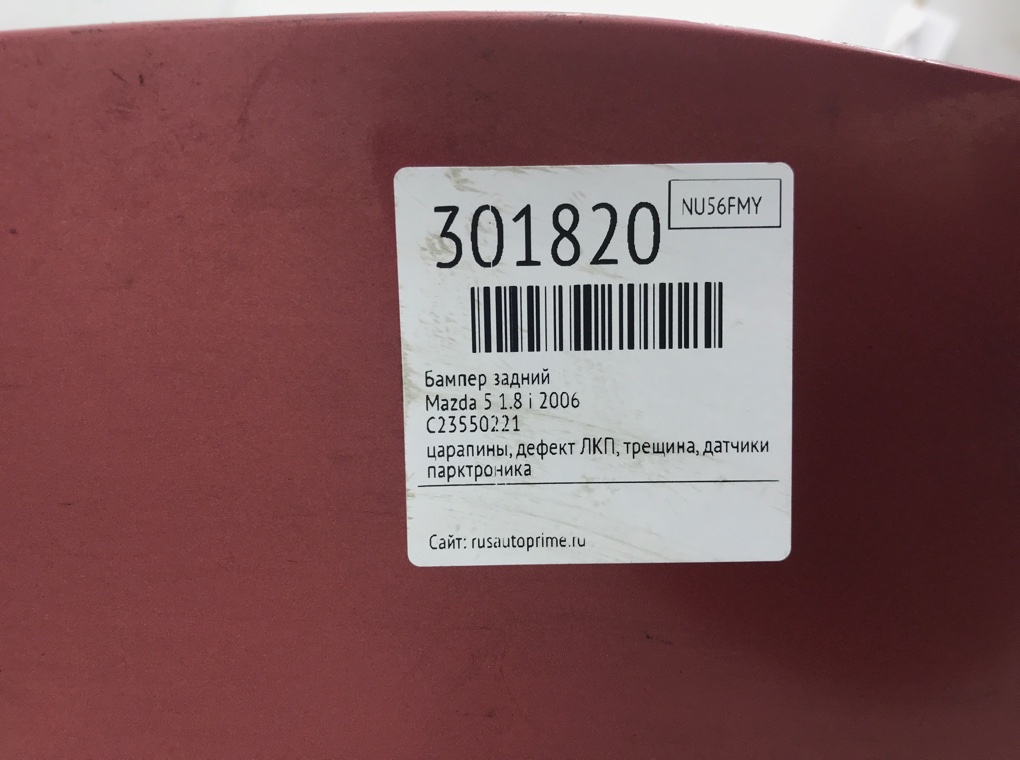 301820
NU56FMY
Бампер задний
Mazda 5 1.8 i 2006
C23550221
царапины, дефект ЛКП, трещина, датчики
парктроника
Сайт: rusautoprime.ru